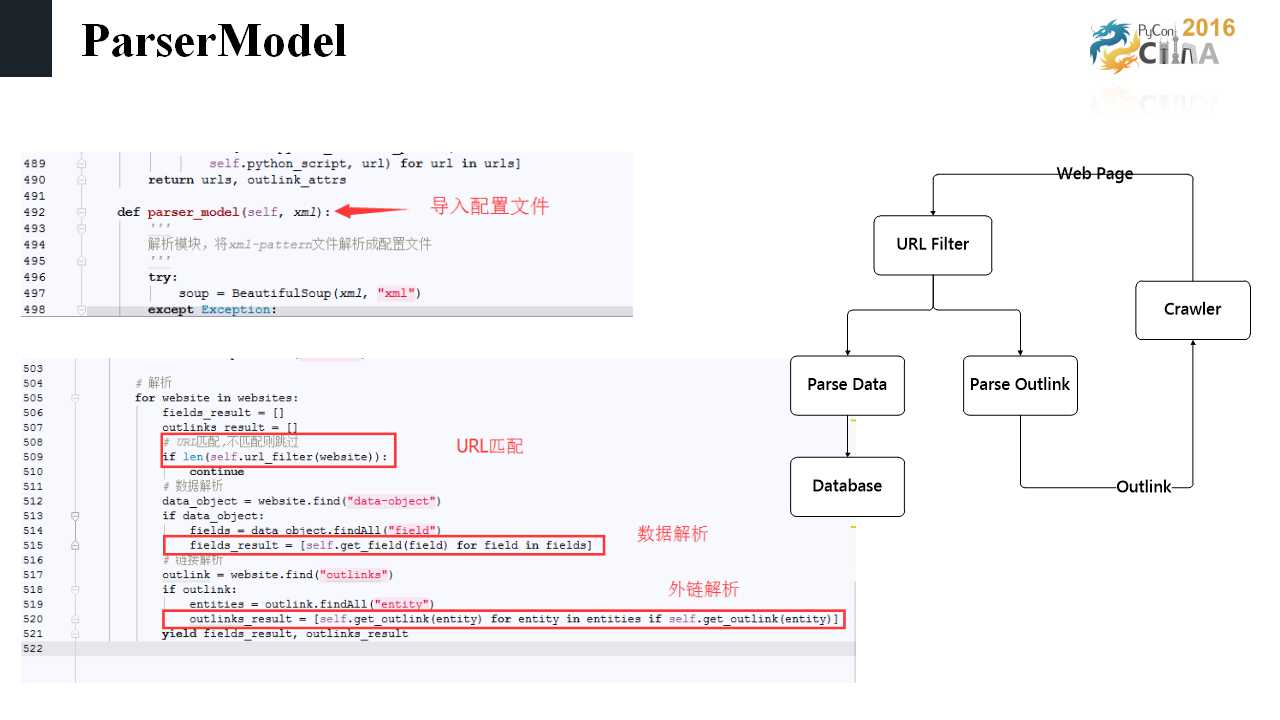 ParserModel
PyCon 2016
CHINA
489 self.python_script, url) for url in urls]
490 return urls, outlink_attrs
491
492 def parser_model(self, xml):
导入配置文件
493 '''
494 解析模块，将xml-pattern文件解析成配置文件
495 '''
496 try:
497 soup = BeautifulSoup(xml, "xml")
498 except Exception:
503
504 # 解析
505 for website in websites:
506 fields_result = []
507 outlinks_result = []
508 # URL匹配,不匹配则跳过
509 if len(self.url_filter(website)):
URL匹配
510 continue
511 # 数据解析
512 data_object = website.find("data-object")
513 if data_object:
514 fields = data_object.findAll("field")
数据解析
515 fields_result = [self.get_field(field) for field in fields]
516 # 链接解析
517 outlink = website.find("outlinks")
518 if outlink:
外链解析
519 entities = outlink.findAll("entity")
520 outlinks_result = [self.get_outlink(entity) for entity in entities if self.get_outlink(entity)]
521 yield fields_result, outlinks_result
522
Web Page
URL Filter
Crawler
Parse Data
Parse Outlink
Database
Outlink